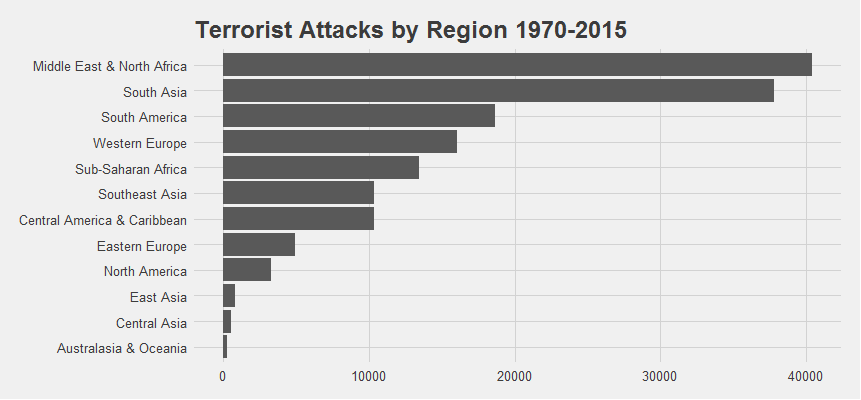 Terrorist Attacks by Region 1970-2015
Middle East & North Africa
South Asia
South America
Western Europe
Sub-Saharan Africa
Southeast Asia
Central America & Caribbean
Eastern Europe
North America
East Asia
Central Asia
Australasia & Oceania
0 10000 20000 30000 40000